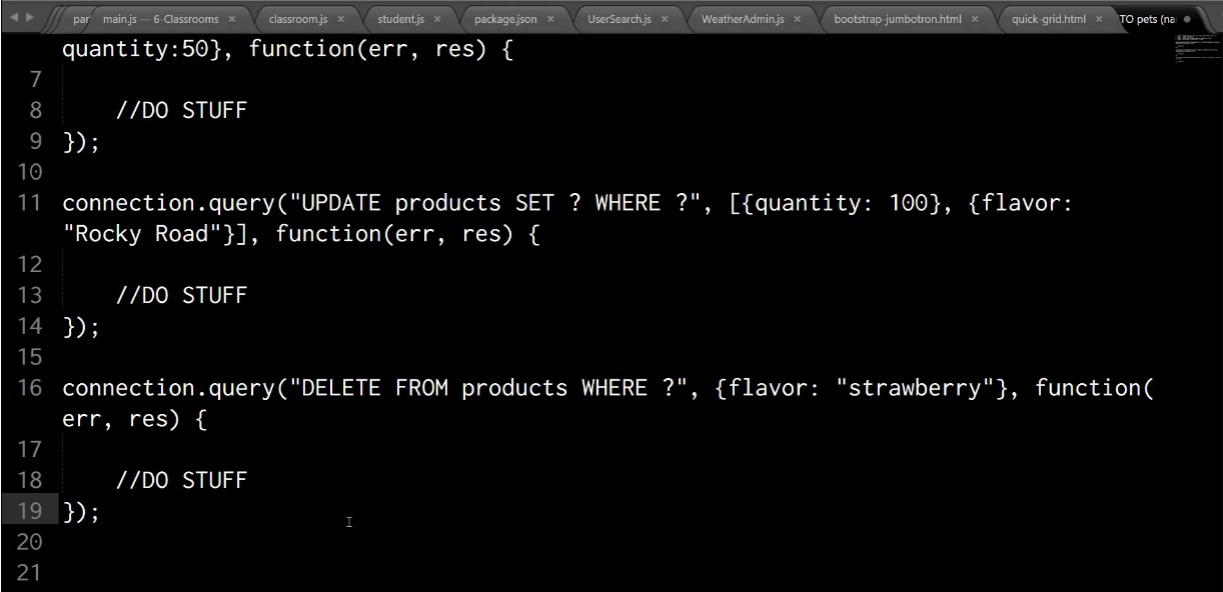 par main.js — 6-Classrooms × classroom.js × student.js × package.json × UserSearch.js × WeatherAdmin.js × bootstrap-jumbotron.html × quick-grid.html × TO pets (na
quantity:50}, function(err, res) {
7
8 //DO STUFF
9 });
10
11 connection.query("UPDATE products SET ? WHERE ?", [{quantity: 100}, {flavor:
"Rocky Road"}], function(err, res) {
12
13 //DO STUFF
14 });
15
16 connection.query("DELETE FROM products WHERE ?", {flavor: "strawberry"}, function(
err, res) {
17
18 //DO STUFF
19 });
20
21